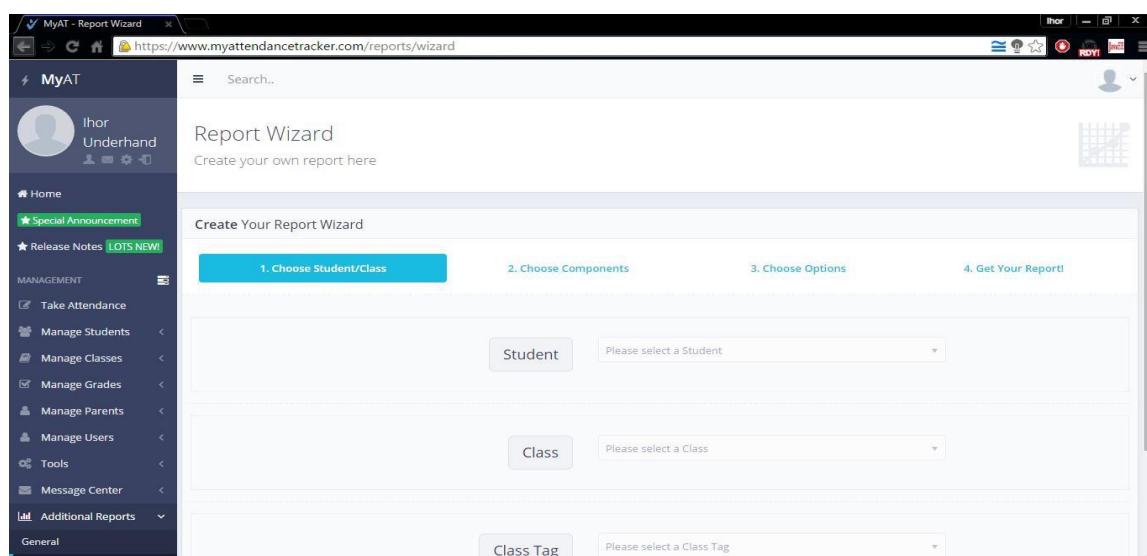 MyAT - Report Wizard
Ihor
https://www.myattendancetracker.com/reports/wizard
RDY!
MyAT
Search..
Ihor
Underhand
Report Wizard
Create your own report here
Home
Special Announcement
Release Notes LOTS NEW!
Create Your Report Wizard
1. Choose Student/Class
2. Choose Components
3. Choose Options
4. Get Your Report!
MANAGEMENT
Take Attendance
Manage Students
Manage Classes
Manage Grades
Manage Parents
Manage Users
Tools
Message Center
Additional Reports
General
Student
Please select a Student
Class
Please select a Class
Class Tag
Please select a Class Tag